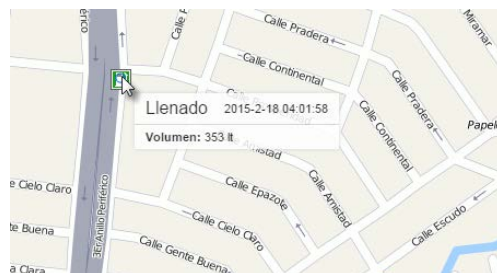 Calle Pradera
Miramar
Calle Continental
Calle Pradera
Llenado 2015-2-18 04:01:58
Volumen: 353 lt
Calle Continental
Papel
Amistad
e Cielo Claro
Calle Epazote
Calle Amistad
3Er Anillo Periférico
Calle Cielo Claro
Calle Escudo
te Buena
Calle Gente Buena
a Clara